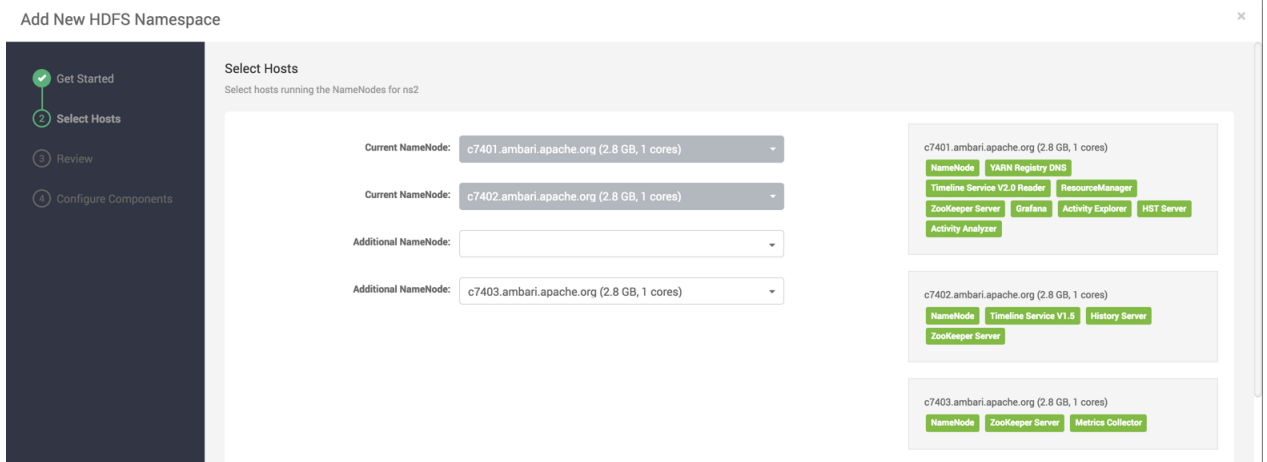 Add New HDFS Namespace
×
Get Started
2 Select Hosts
3 Review
4 Configure Components
Select Hosts
Select hosts running the NameNodes for ns2
Current NameNode: c7401.ambari.apache.org (2.8 GB, 1 cores)
Current NameNode: c7402.ambari.apache.org (2.8 GB, 1 cores)
Additional NameNode:
Additional NameNode: c7403.ambari.apache.org (2.8 GB, 1 cores)
c7401.ambari.apache.org (2.8 GB, 1 cores)
NameNode YARN Registry DNS
Timeline Service V2.0 Reader ResourceManager
ZooKeeper Server Grafana Activity Explorer HST Server
Activity Analyzer
c7402.ambari.apache.org (2.8 GB, 1 cores)
NameNode Timeline Service V1.5 History Server
ZooKeeper Server
c7403.ambari.apache.org (2.8 GB, 1 cores)
NameNode ZooKeeper Server Metrics Collector